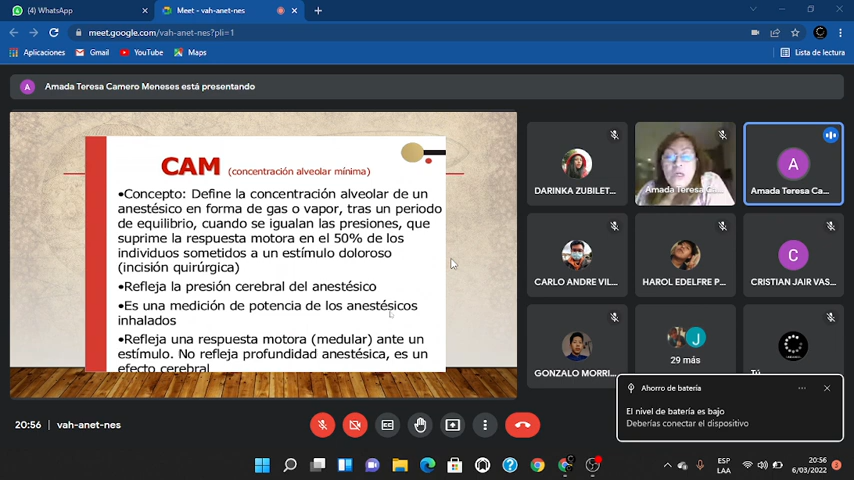 (4) WhatsApp
Meet - vah-anet-nes
meet.google.com/vah-anet-nes?pli=1
Aplicaciones
Gmail
YouTube
Maps
Lista de lectura
A
Amada Teresa Camero Meneses está presentando
CAM (concentración alveolar mínima)
•Concepto: Define la concentración alveolar de un
anestésico en forma de gas o vapor, tras un periodo
de equilibrio, cuando se igualan las presiones, que
suprime la respuesta motora en el 50% de los
individuos sometidos a un estímulo doloroso
(incisión quirúrgica)
•Refleja la presión cerebral del anestésico
•Es una medición de potencia de los anestésicos
inhalados
•Refleja una respuesta motora (medular) ante un
estímulo. No refleja profundidad anestésica, es un
efecto cerebral
DARINKA ZUBILET...
Amada Teresa Ca...
A
Amada Teresa Ca...
CARLO ANDRE VIL...
HAROL EDELFRE P...
C
CRISTIAN JAIR VAS...
GONZALO MORRI...
J
29 más
Tú
Ahorro de batería
El nivel de batería es bajo
Deberías conectar el dispositivo
20:56
vah-anet-nes
ESP
LAA
20:56
6/03/2022
3